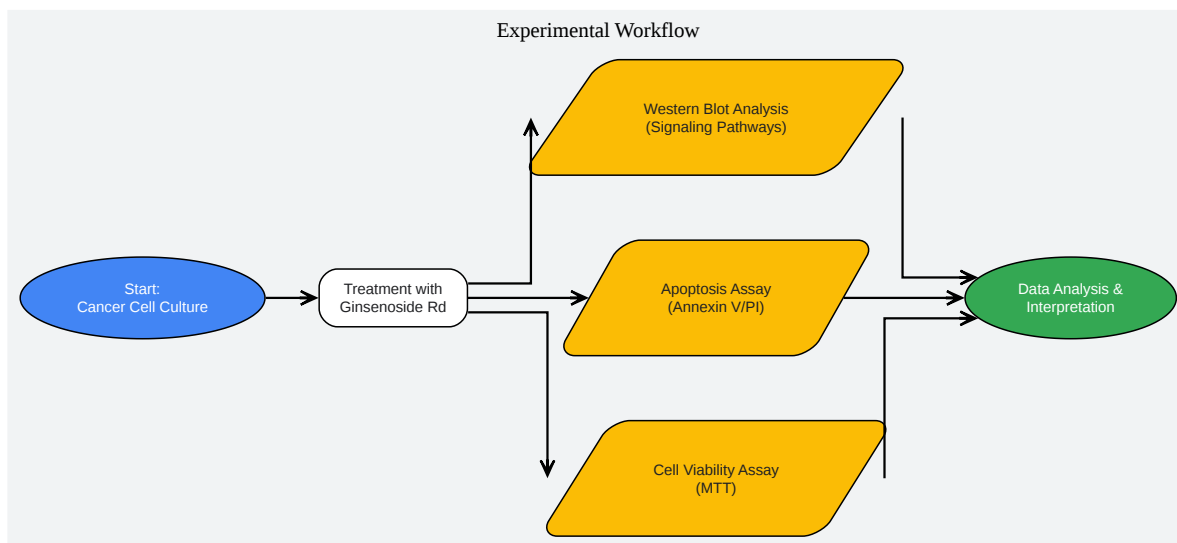 Experimental Workflow
Start:
Cancer Cell Culture
Treatment with
Ginsenoside Rd
Western Blot Analysis
(Signaling Pathways)
Apoptosis Assay
(Annexin V/PI)
Cell Viability Assay
(MTT)
Data Analysis &
Interpretation